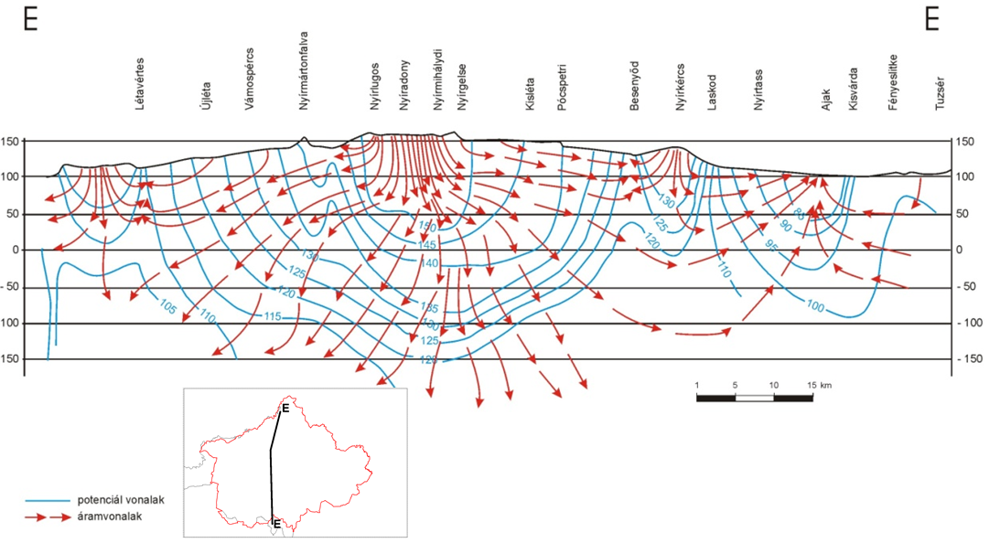 E E
Létavértes
Újléta
Vámospércs
Nyírmártonfalva
Nyírlugos
Nyíradony
Nyírmihálydi
Nyírgelse
Kisléta
Pócspetri
Besenyőd
Nyírkércs
Laskod
Nyírtass
Ajak
Kisvárda
Fényeslitke
Tuzsér
150 150
100 100
50 50
0 0
- 50 - 50
- 100 - 100
150 - 150
130
125
120
110
85
90
95
100
150
145
140
135
130
125
120
130
125
120
115
110
105
1 5 10 15 km
E
E
potenciál vonalak
áramvonalak